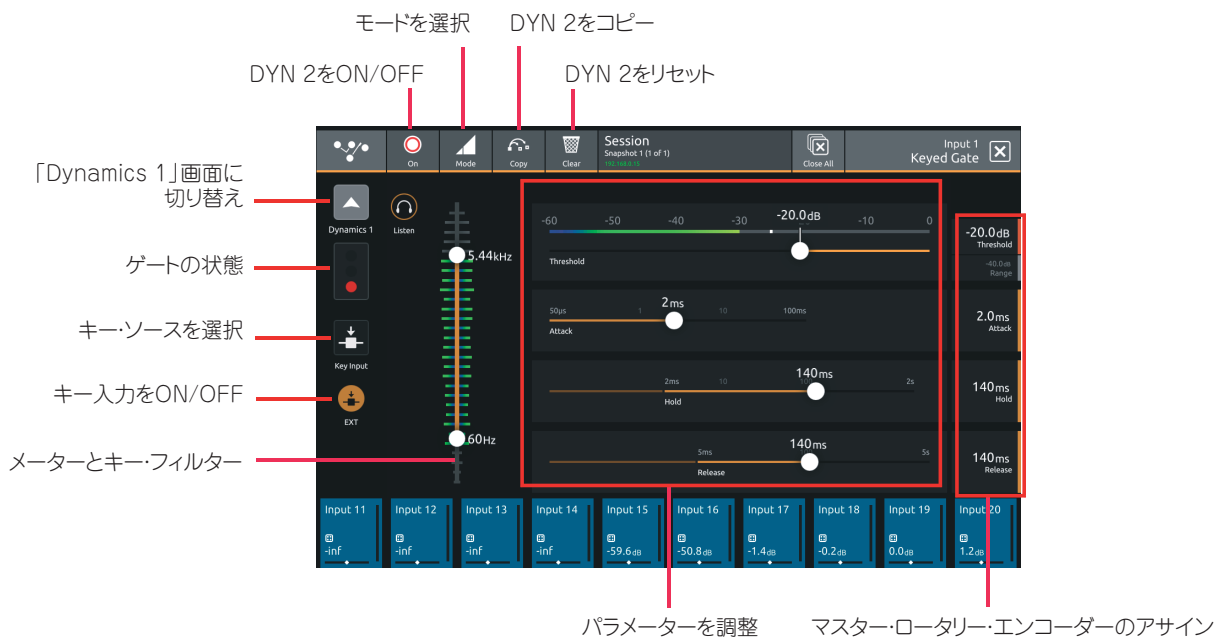 モードを選択
DYN 2をコピー
DYN 2をON/OFF
DYN 2をリセット
On
Mode
Copy
Clear
Session
Snapshot 1 (1 of 1)
192.168.0.15
Close All
Input 1
Keyed Gate
「Dynamics 1」画面に
切り替え
Dynamics 1
Listen
ゲートの状態
キー・ソースを選択
Key Input
キー入力をON/OFF
EXT
メーターとキー・フィルター
5.44kHz
60Hz
-60 -50 -40 -30 -20.0dB -10 0
Threshold
2ms
50µs 1 10 100ms
Attack
140ms
2ms 10 100 2s
Hold
140ms
5ms 5s
Release
-20.0dB
Threshold
-40.0dB
Range
2.0ms
Attack
140ms
Hold
140ms
Release
Input 11 Input 12 Input 13 Input 14 Input 15 Input 16 Input 17 Input 18 Input 19 Input 20
-inf -inf -inf -inf -59.6dB -50.8dB -1.4dB -0.2dB 0.0dB 1.2dB
パラメーターを調整
マスター・ロータリー・エンコーダーのアサイン